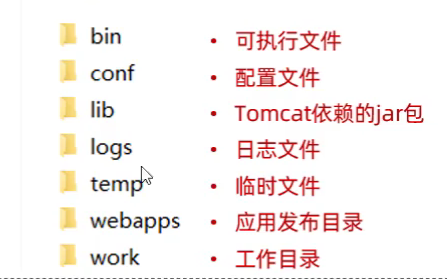 bin • 可执行文件
conf • 配置文件
lib • Tomcat依赖的jar包
logs • 日志文件
temp • 临时文件
webapps • 应用发布目录
work • 工作目录